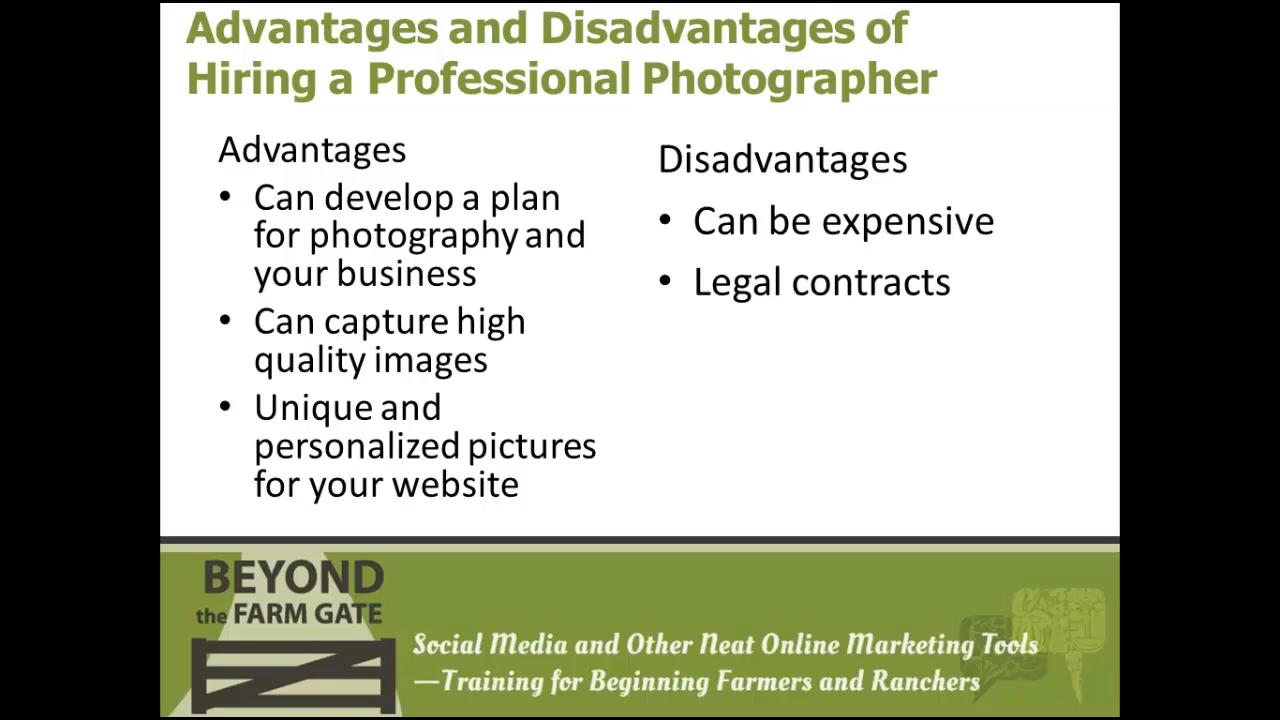 Advantages and Disadvantages of
Hiring a Professional Photographer
Advantages
• Can develop a plan
for photography and
your business
• Can capture high
quality images
• Unique and
personalized pictures
for your website
Disadvantages
• Can be expensive
• Legal contracts
BEYOND
the FARM GATE
Social Media and Other Neat Online Marketing Tools
—Training for Beginning Farmers and Ranchers